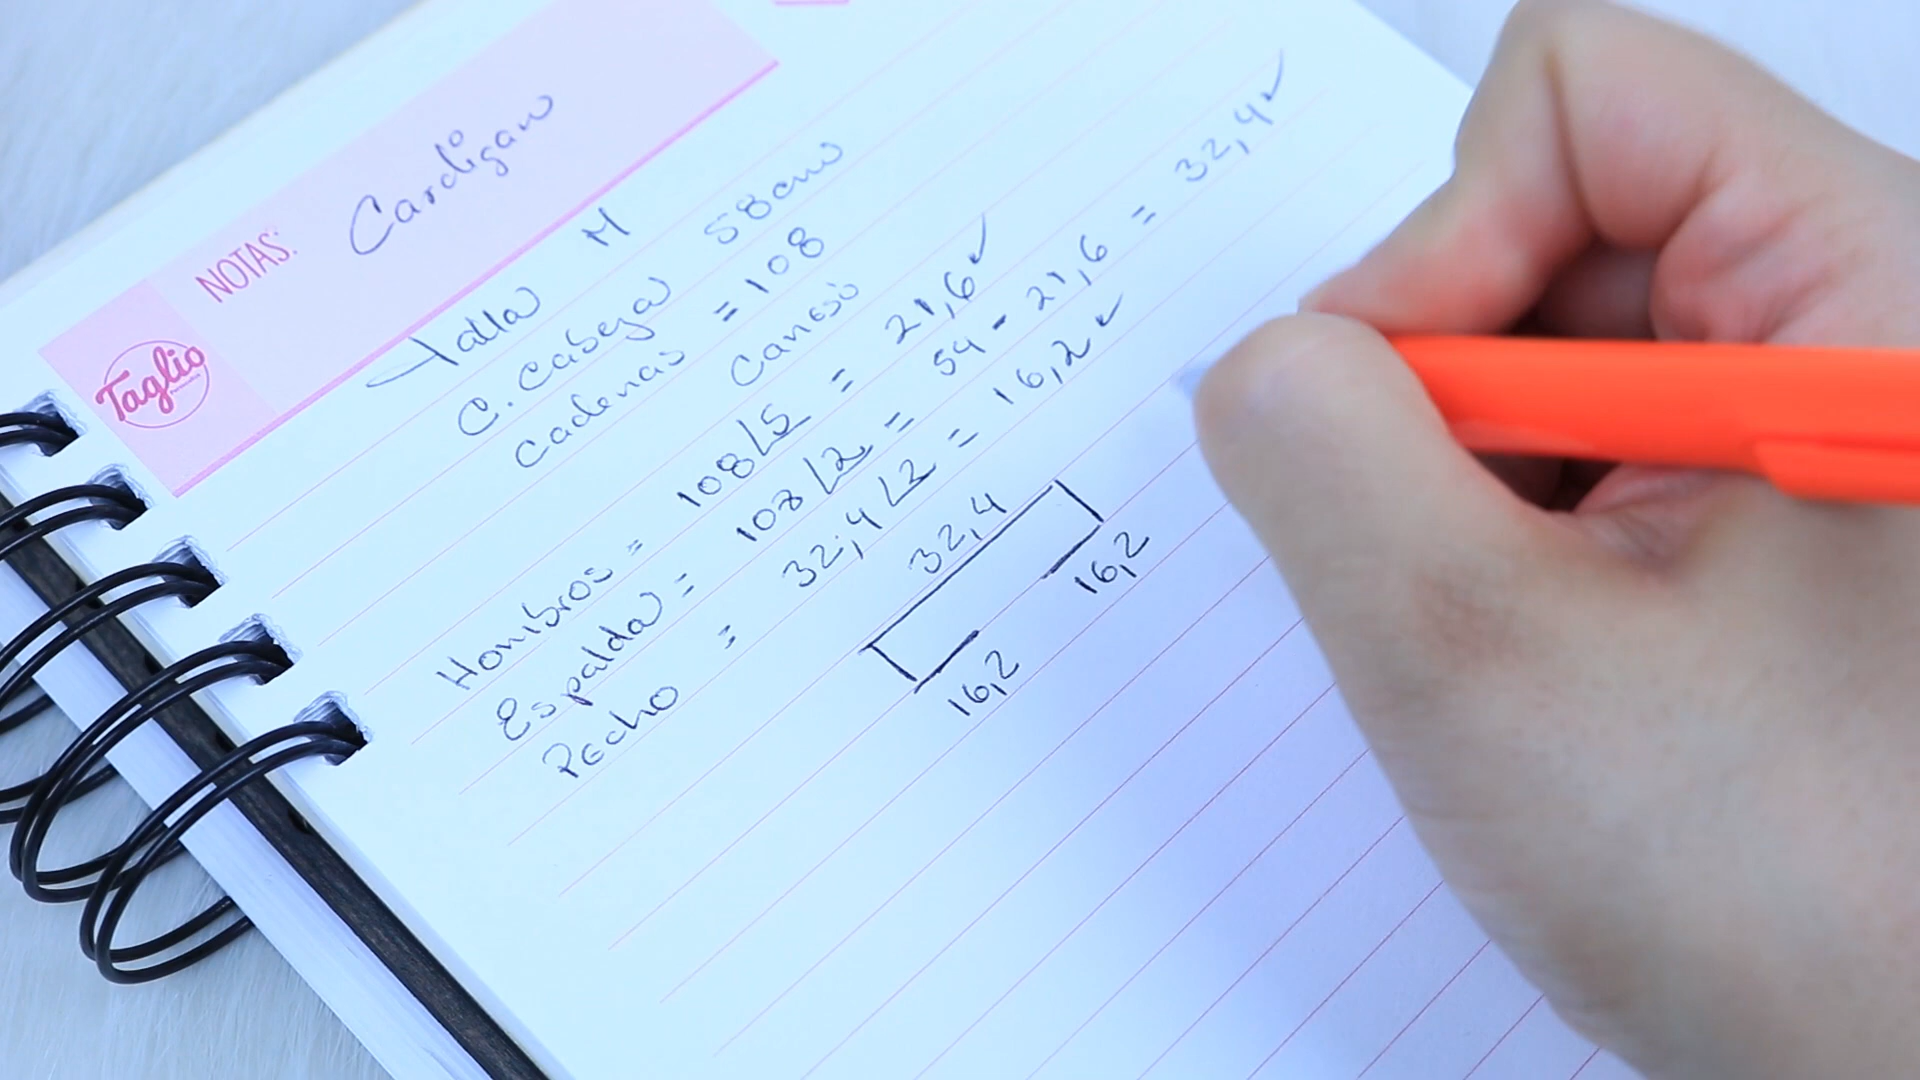 NOTAS: Cardigan
Taglio
Talla M
C. Cabeza 58cm
Cadenas = 108
Canesú
Hombros = 108/5 = 21,6✓
Espalda = 108/2 = 54 - 21,6 = 32,4✓
Pecho = 32,4/2 = 16,2✓
32,4
16,2
16,2